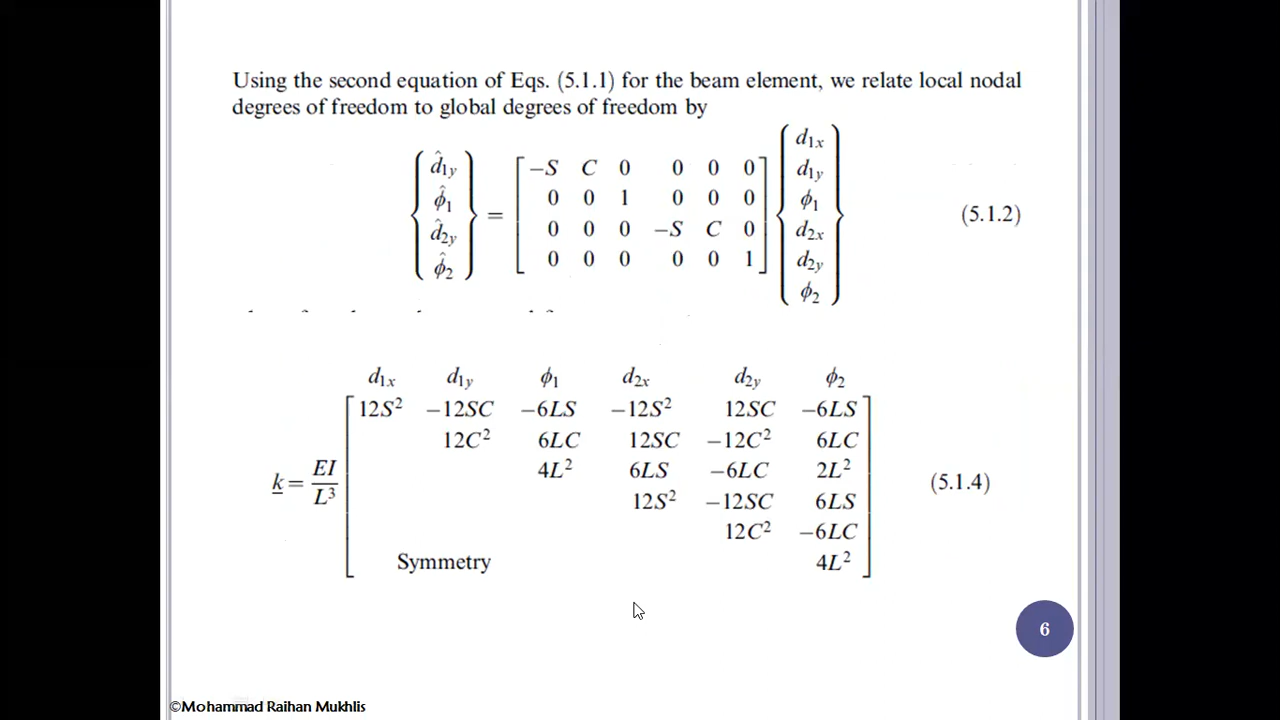 Using the second equation of Eqs. (5.1.1) for the beam element, we relate local nodal
degrees of freedom to global degrees of freedom by
{ d̂1y ϕ̂1 d̂2y ϕ̂2 } = [ −S C 0 0 0 0
0 0 1 0 0 0
0 0 0 −S C 0
0 0 0 0 0 1 ] { d1x d1y ϕ1 d2x d2y ϕ2 } (5.1.2)
d1x d1y ϕ1 d2x d2y ϕ2
12S² −12SC −6LS −12S² 12SC −6LS
12C² 6LC 12SC −12C² 6LC
4L² 6LS −6LC 2L²
k = EI/L³ (5.1.4)
12S² −12SC 6LS
12C² −6LC
Symmetry 4L²
6
©Mohammad Raihan Mukhlis